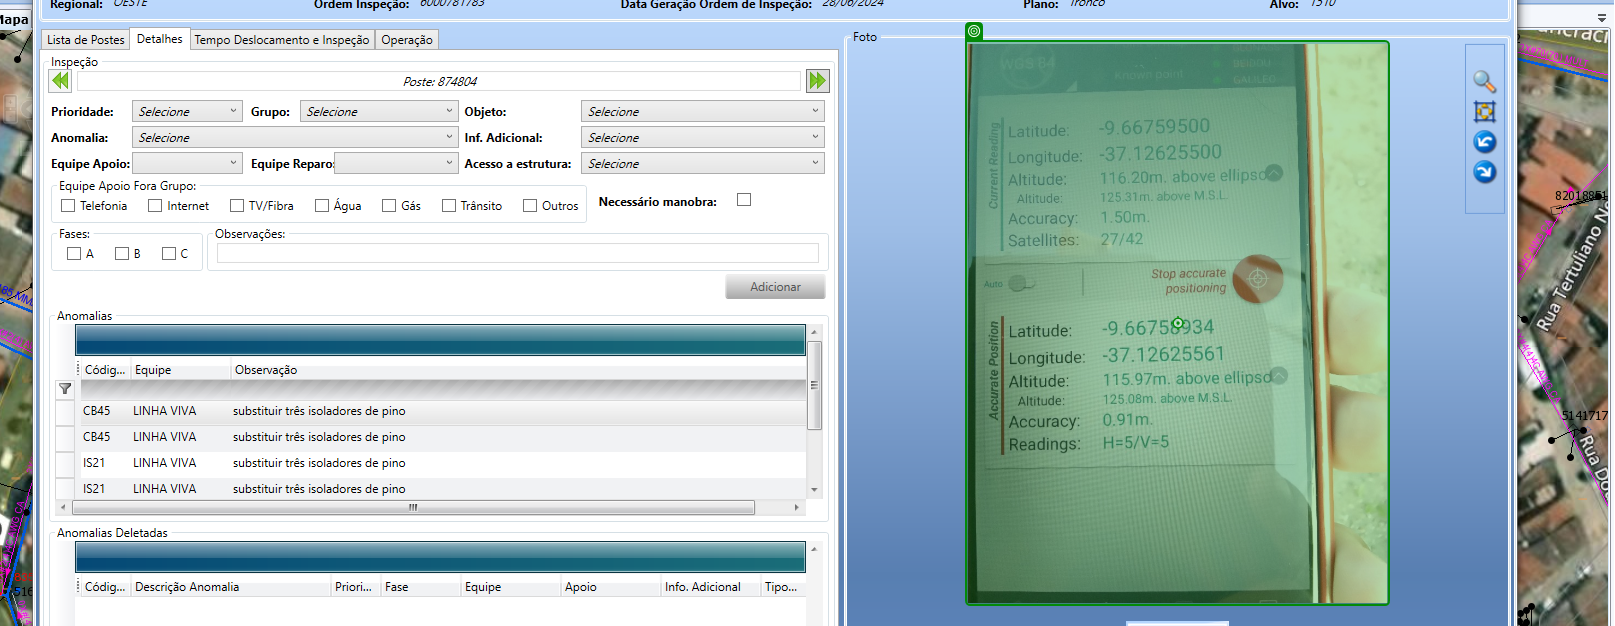 Mapa
Regional: OESTE Ordem Inspeção: 6000781783 Data Geração Ordem de Inspeção: 28/06/2024 Plano: Tronco Alvo: 1510
Lista de Postes Detalhes Tempo Deslocamento e Inspeção Operação
Inspeção
Poste: 874804
Prioridade: Selecione Grupo: Selecione Objeto: Selecione
Anomalia: Selecione Inf. Adicional: Selecione
Equipe Apoio: Equipe Reparo: Acesso a estrutura: Selecione
Equipe Apoio Fora Grupo:
Telefonia Internet TV/Fibra Água Gás Trânsito Outros
Necessário manobra:
Fases:
A B C
Observações:
Adicionar
Anomalias
Códig... Equipe Observação
CB45 LINHA VIVA substituir três isoladores de pino
CB45 LINHA VIVA substituir três isoladores de pino
IS21 LINHA VIVA substituir três isoladores de pino
IS21 LINHA VIVA substituir três isoladores de pino
Anomalias Deletadas
Códig... Descrição Anomalia Priori... Fase Equipe Apoio Info. Adicional Tipo...
Foto
WGS 84
Known point
BEIDOU
GALILEO
Current Reading
Latitude: -9.66759500
Longitude: -37.12625500
Altitude: 116.20m. above ellipso
Altitude: 125.31m. above M.S.L.
Accuracy: 1.50m.
Satellites: 27/42
Auto
Stop accurate
positioning
Accurate Position
Latitude: -9.66758934
Longitude: -37.12625561
Altitude: 115.97m. above ellipso
Altitude: 125.08m. above M.S.L.
Accuracy: 0.91m.
Readings: H=5/V=5
Rua Tertuliano Ne
5141717
Rua Do